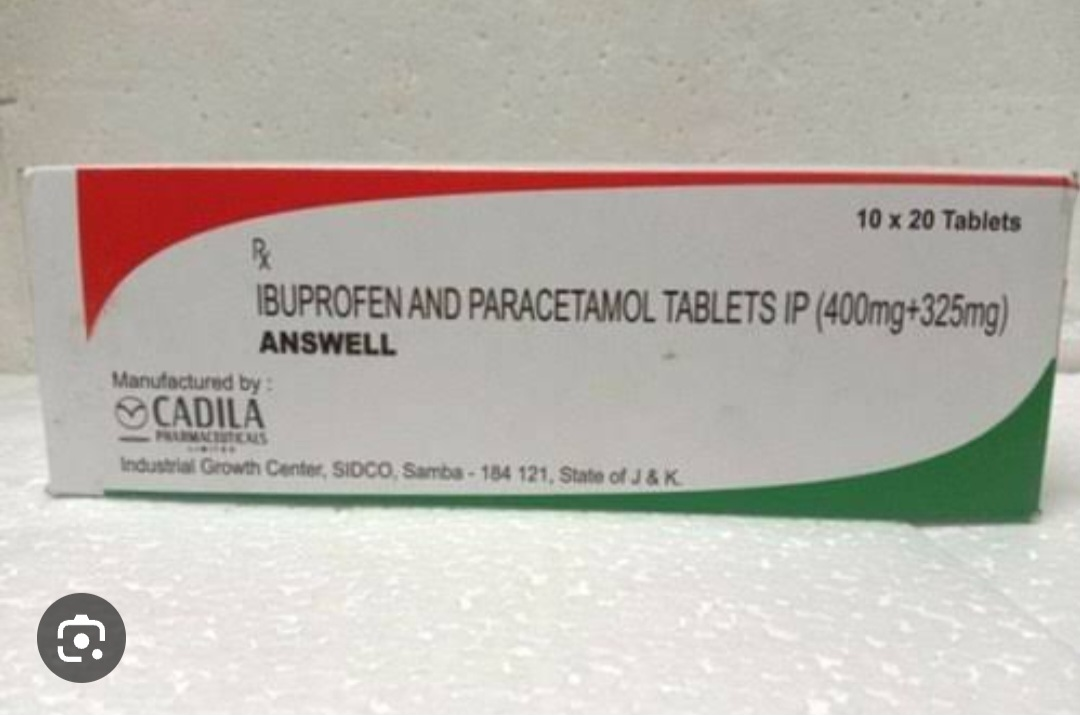 10 x 20 Tablets
Rx
IBUPROFEN AND PARACETAMOL TABLETS IP (400mg+325mg)
ANSWELL
Manufactured by :
CADILA
PHARMACEUTICALS
LIMITED
Industrial Growth Center, SIDCO, Samba - 184 121, State of J & K.